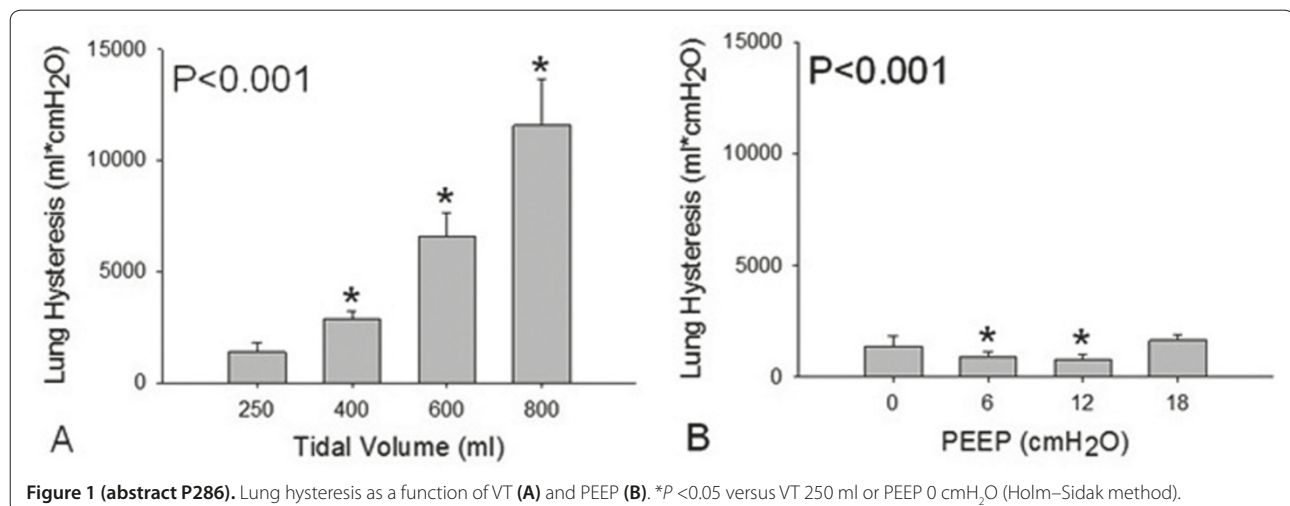 15000
10000
5000
0
Lung Hysteresis (ml*cmH₂O)
P<0.001
*
*
*
250 400 600 800
Tidal Volume (ml)
A
15000
10000
5000
0
Lung Hysteresis (ml*cmH₂O)
P<0.001
*
*
0 6 12 18
PEEP (cmH₂O)
B
Figure 1 (abstract P286). Lung hysteresis as a function of VT (A) and PEEP (B). *P <0.05 versus VT 250 ml or PEEP 0 cmH₂O (Holm–Sidak method).